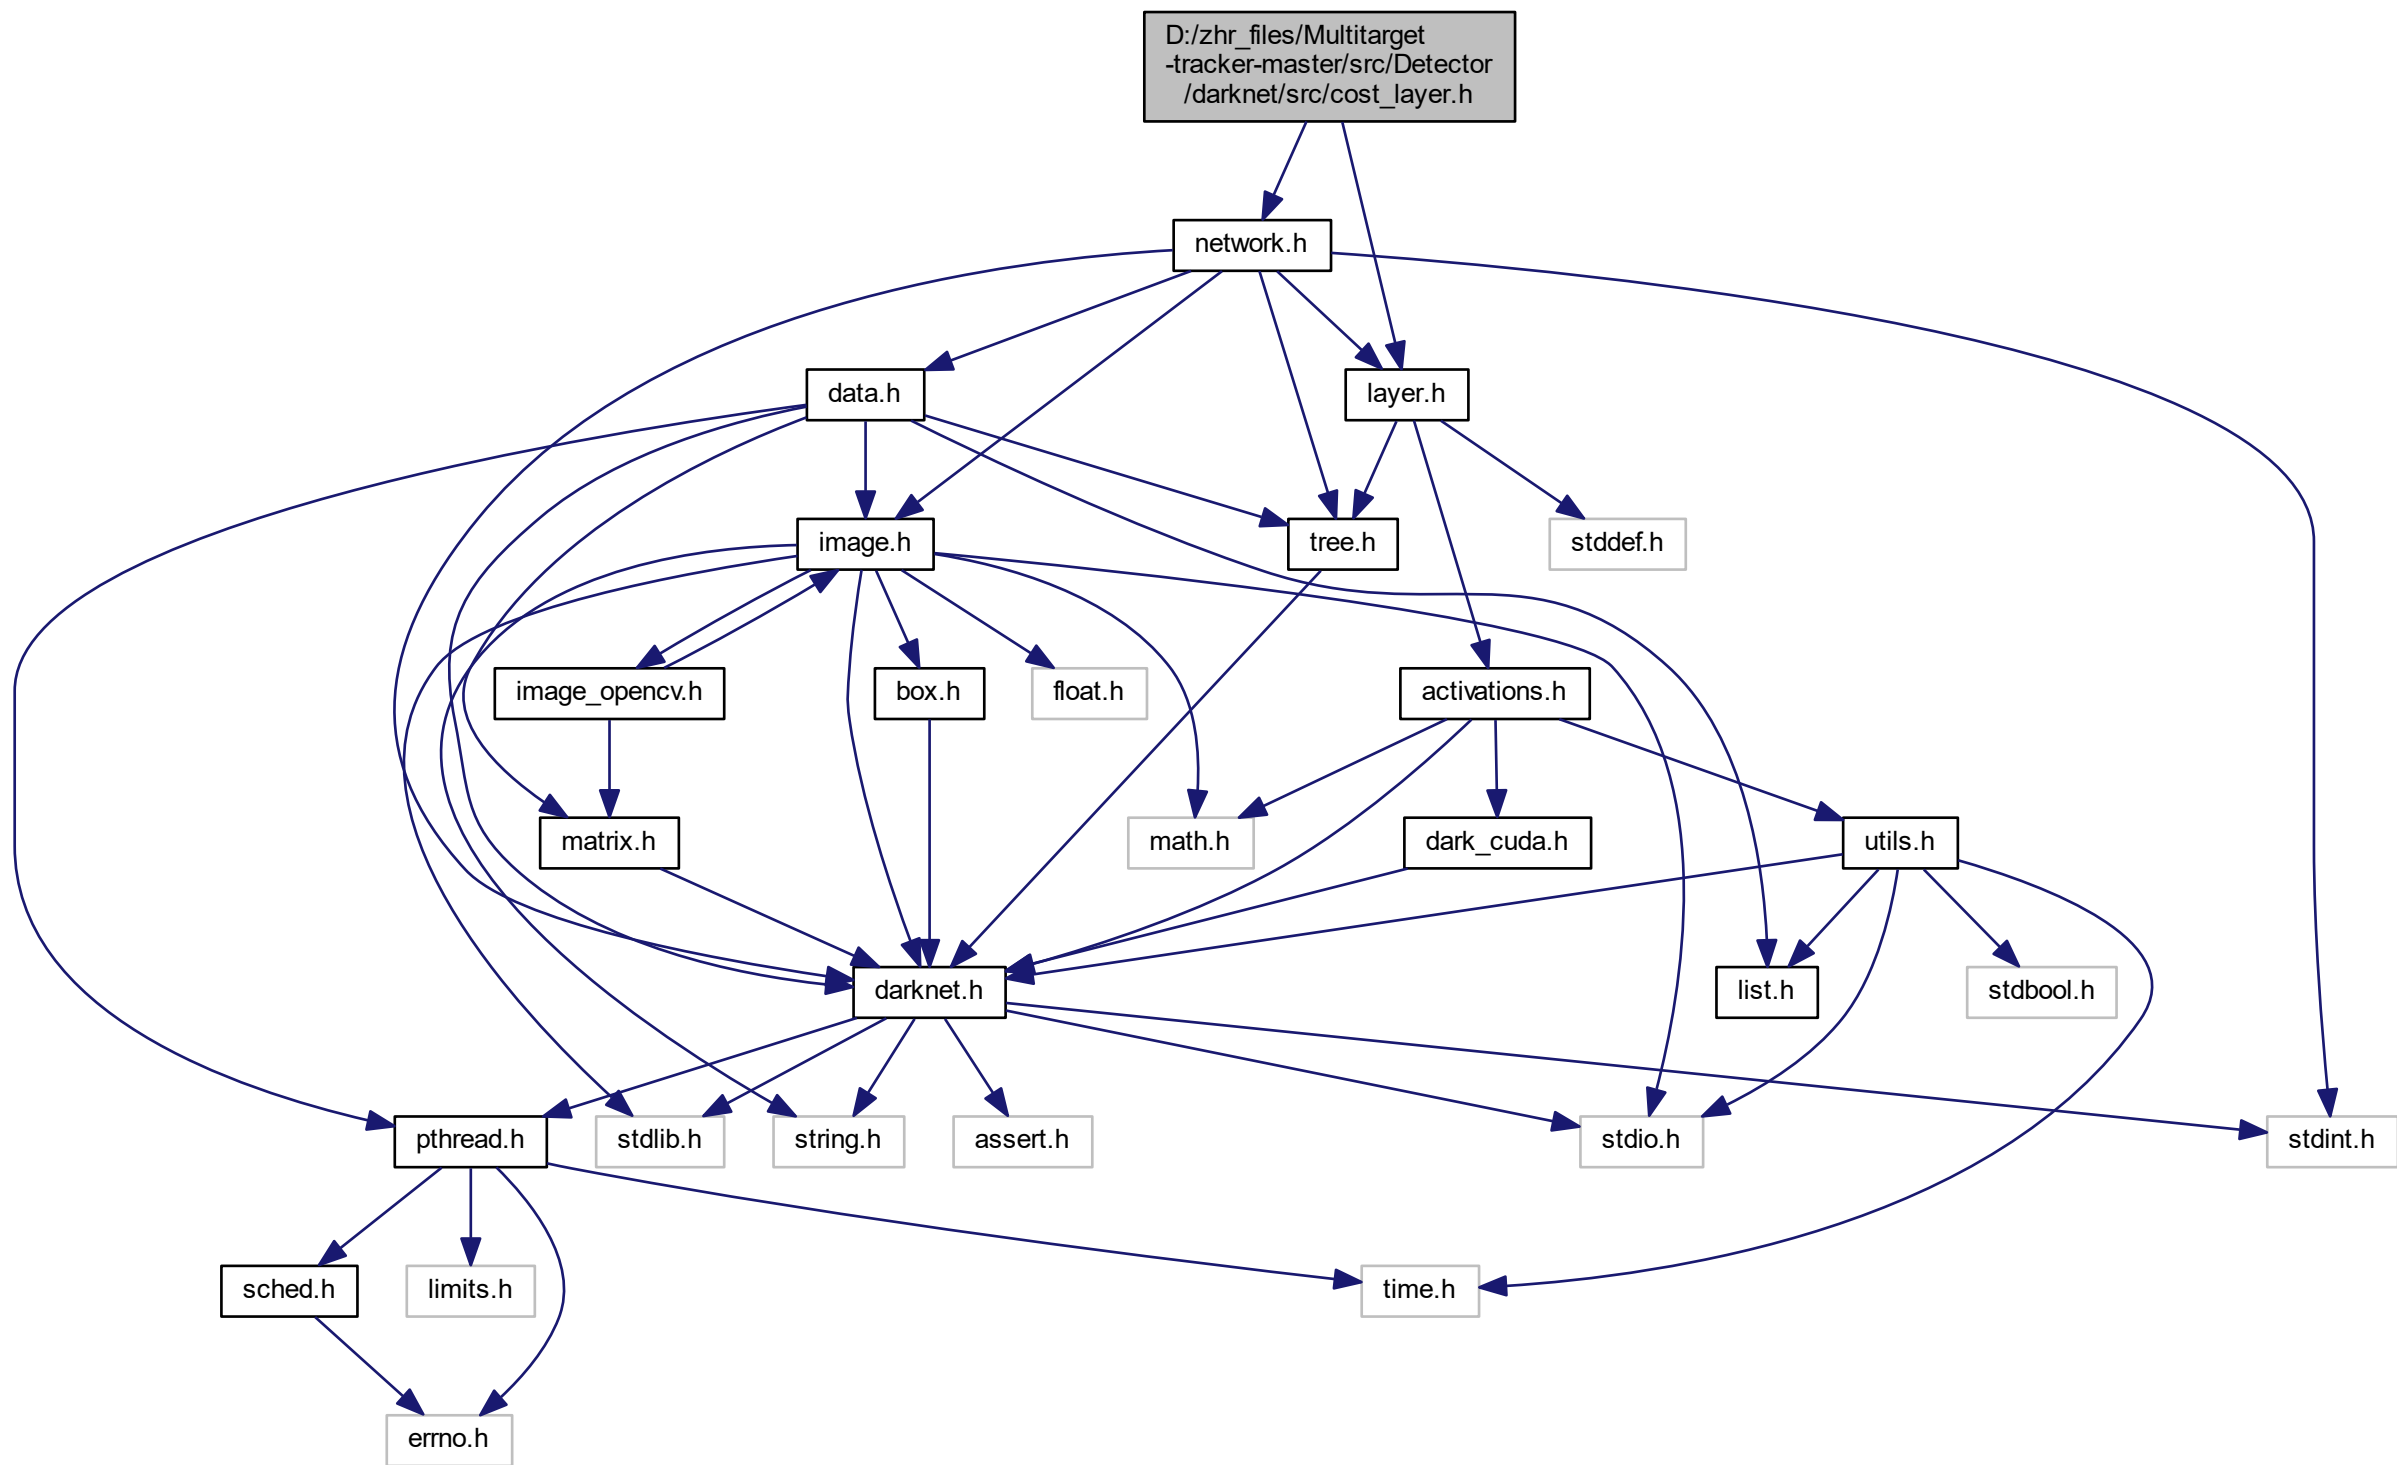 D:/zhr_files/Multitarget
-tracker-master/src/Detector
/darknet/src/cost_layer.h
network.h
data.h
layer.h
image.h
tree.h
stddef.h
image_opencv.h
box.h
float.h
activations.h
matrix.h
math.h
dark_cuda.h
utils.h
darknet.h
list.h
stdbool.h
pthread.h
stdlib.h
string.h
assert.h
stdio.h
stdint.h
sched.h
limits.h
time.h
errno.h